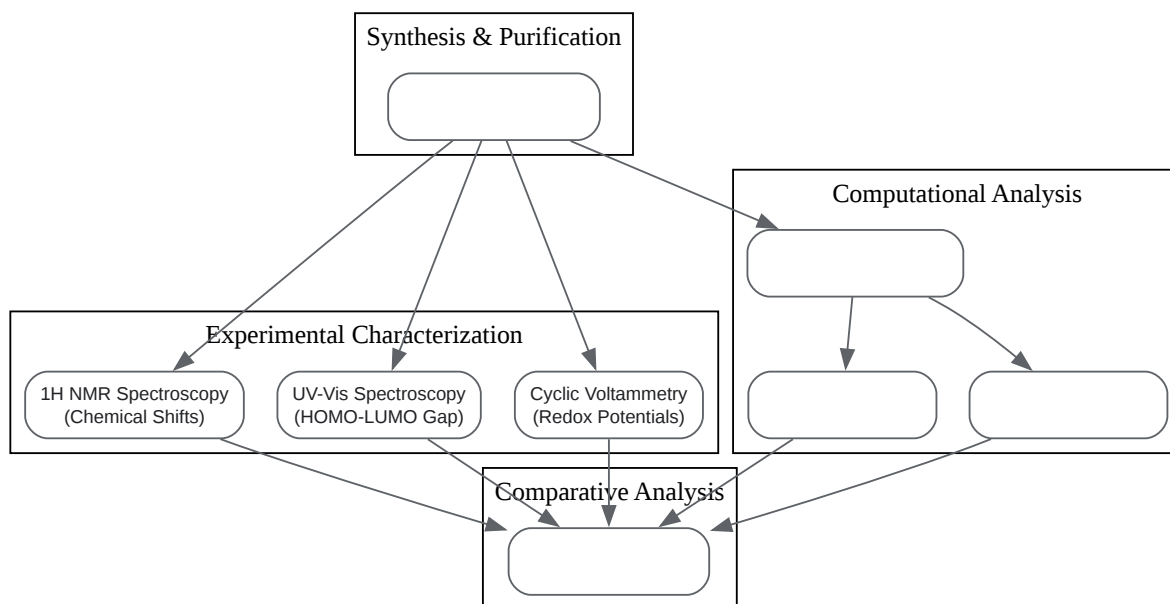 Synthesis & Purification
Computational Analysis
Experimental Characterization
1H NMR Spectroscopy
(Chemical Shifts)
UV-Vis Spectroscopy
(HOMO-LUMO Gap)
Cyclic Voltammetry
(Redox Potentials)
Comparative Analysis